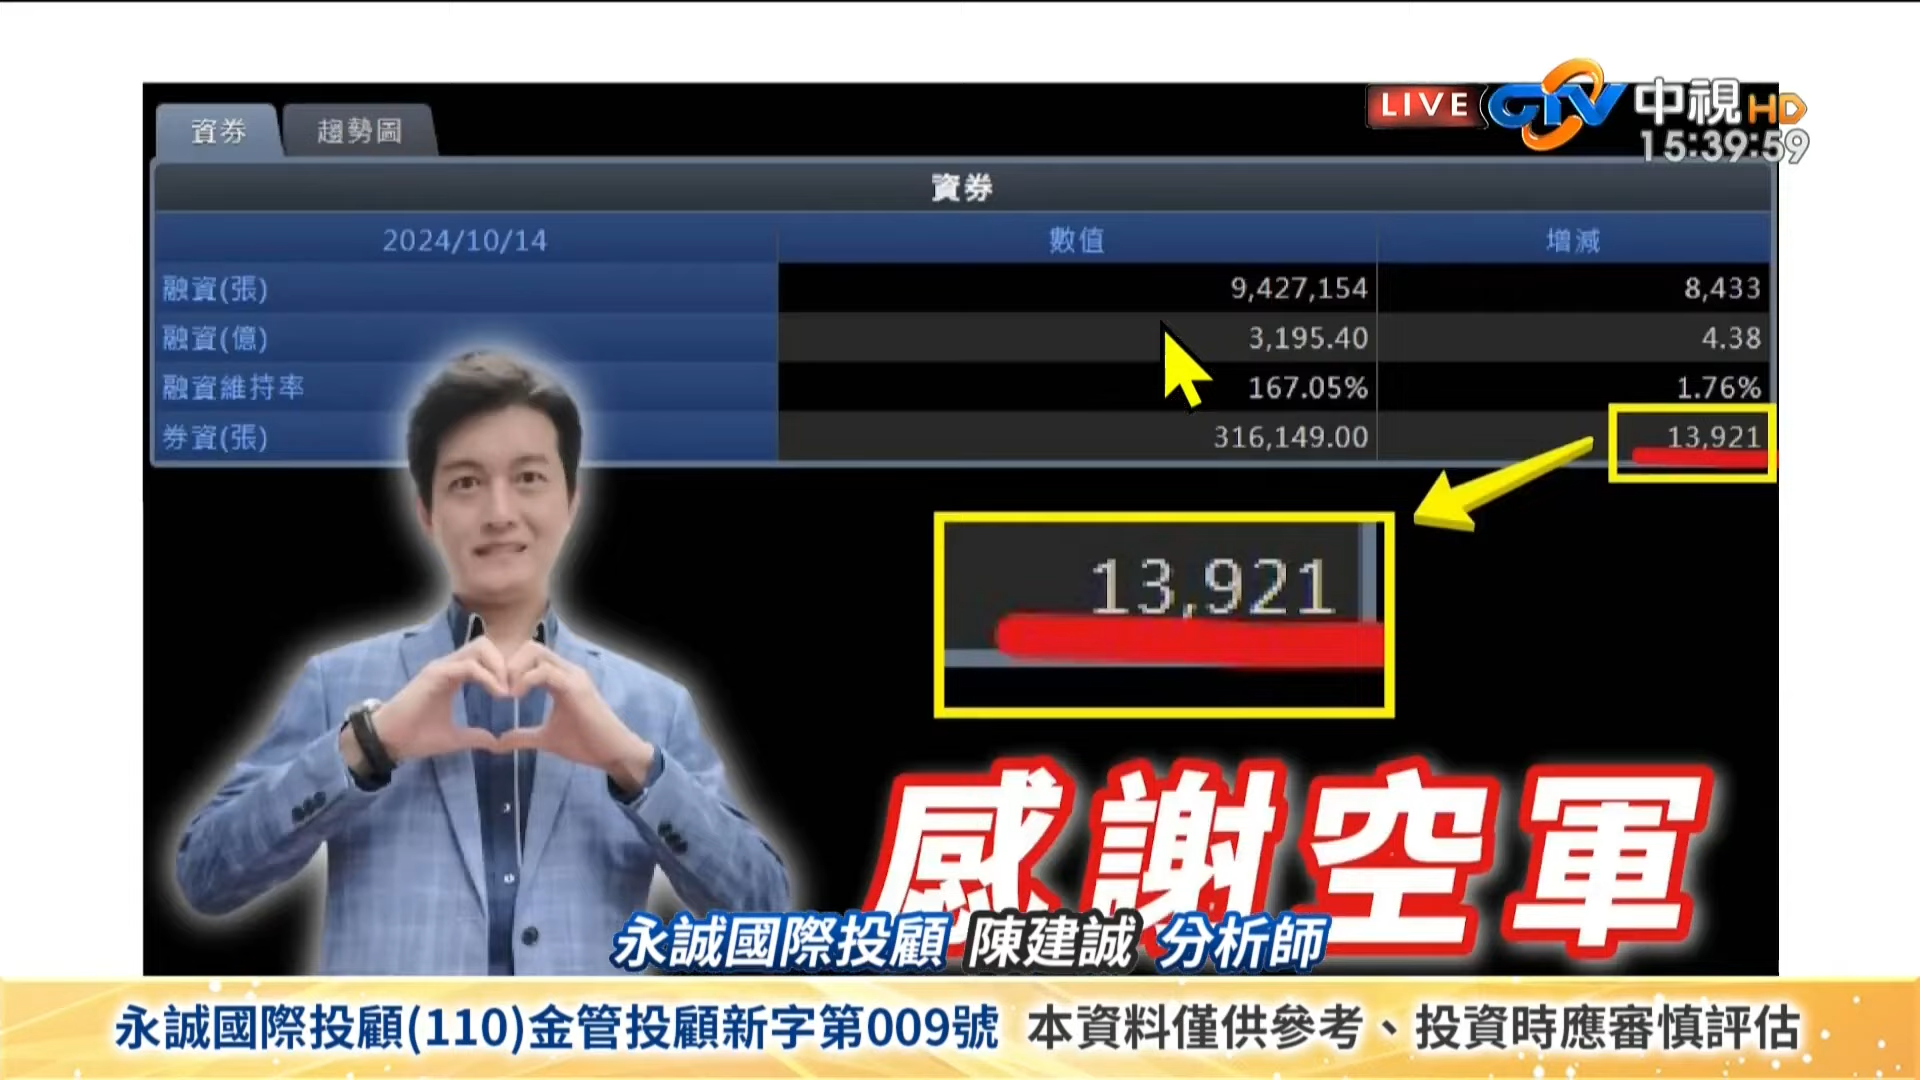 LIVE CTV 中視HD
15:39:59
資券 趨勢圖
資券
2024/10/14 數值 增減
融資(張) 9,427,154 8,433
融資(億) 3,195.40 4.38
融資維持率 167.05% 1.76%
券資(張) 316,149.00 13,921
13,921
感謝空軍
永誠國際投顧 陳建誠 分析師
永誠國際投顧(110)金管投顧新字第009號 本資料僅供參考、投資時應審慎評估